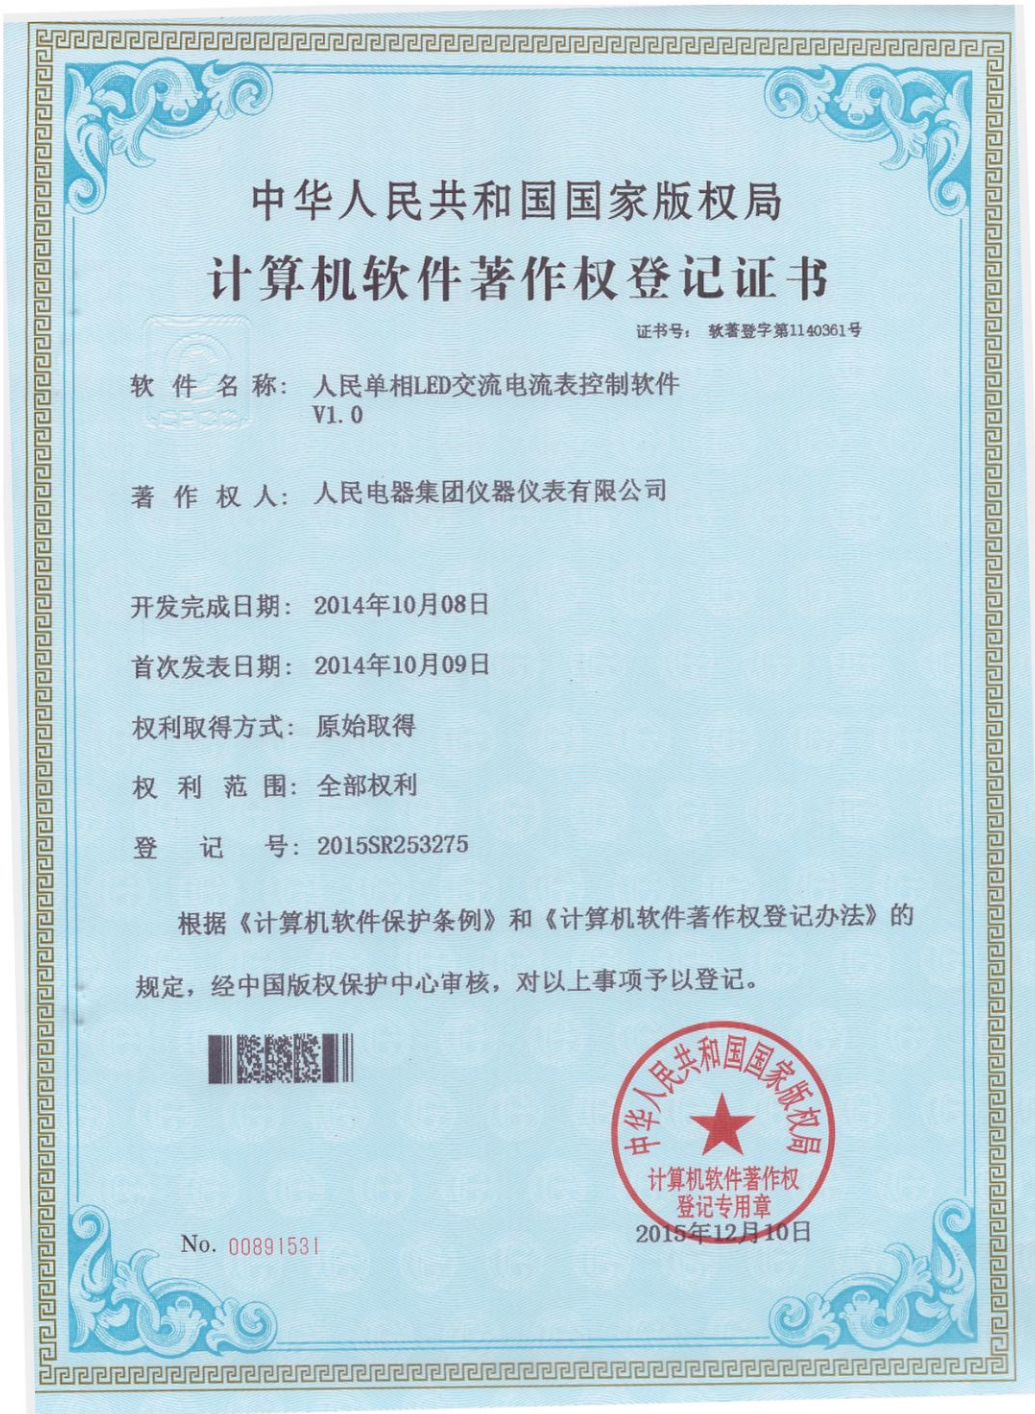 中华人民共和国国家版权局
计算机软件著作权登记证书
证书号： 软著登字第1140361号
软件名称： 人民单相LED交流电流表控制软件
V1.0
CPCC
著作权人： 人民电器集团仪器仪表有限公司
开发完成日期： 2014年10月08日
首次发表日期： 2014年10月09日
权利取得方式： 原始取得
权利范围： 全部权利
登记号： 2015SR253275
根据《计算机软件保护条例》和《计算机软件著作权登记办法》的
规定，经中国版权保护中心审核，对以上事项予以登记。
中华人民共和国国家版权局
计算机软件著作权
登记专用章
2015年12月10日
No. 00891531